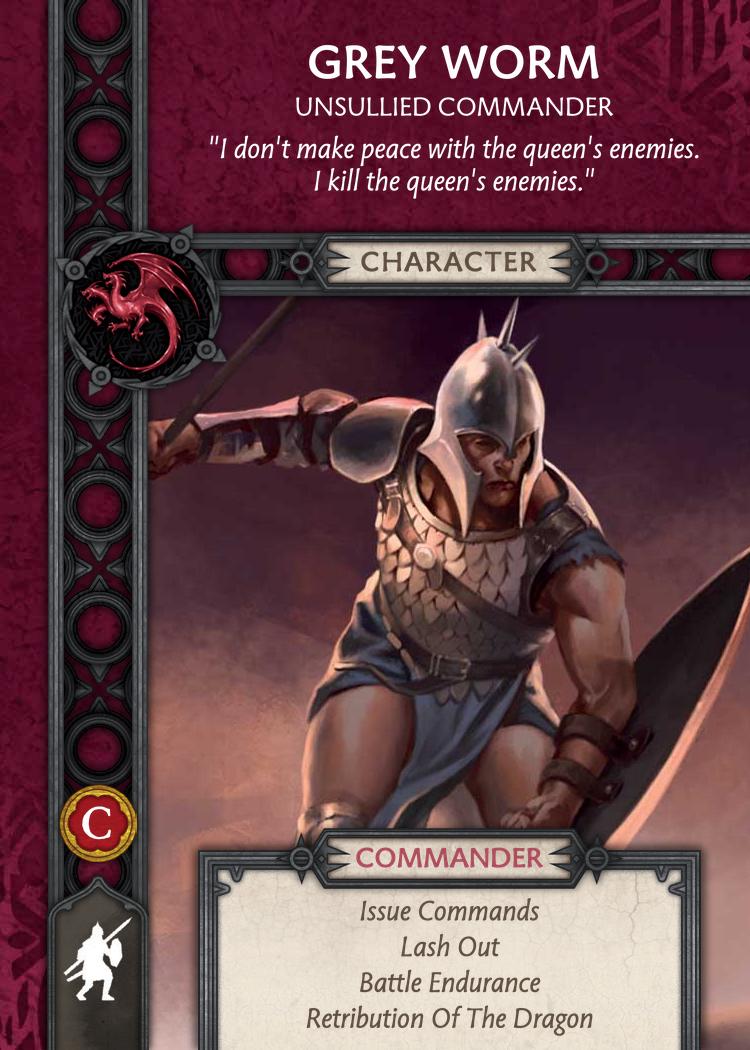 GREY WORM
UNSULLIED COMMANDER
"I don't make peace with the queen's enemies.
I kill the queen's enemies."
CHARACTER
C
COMMANDER
Issue Commands
Lash Out
Battle Endurance
Retribution Of The Dragon